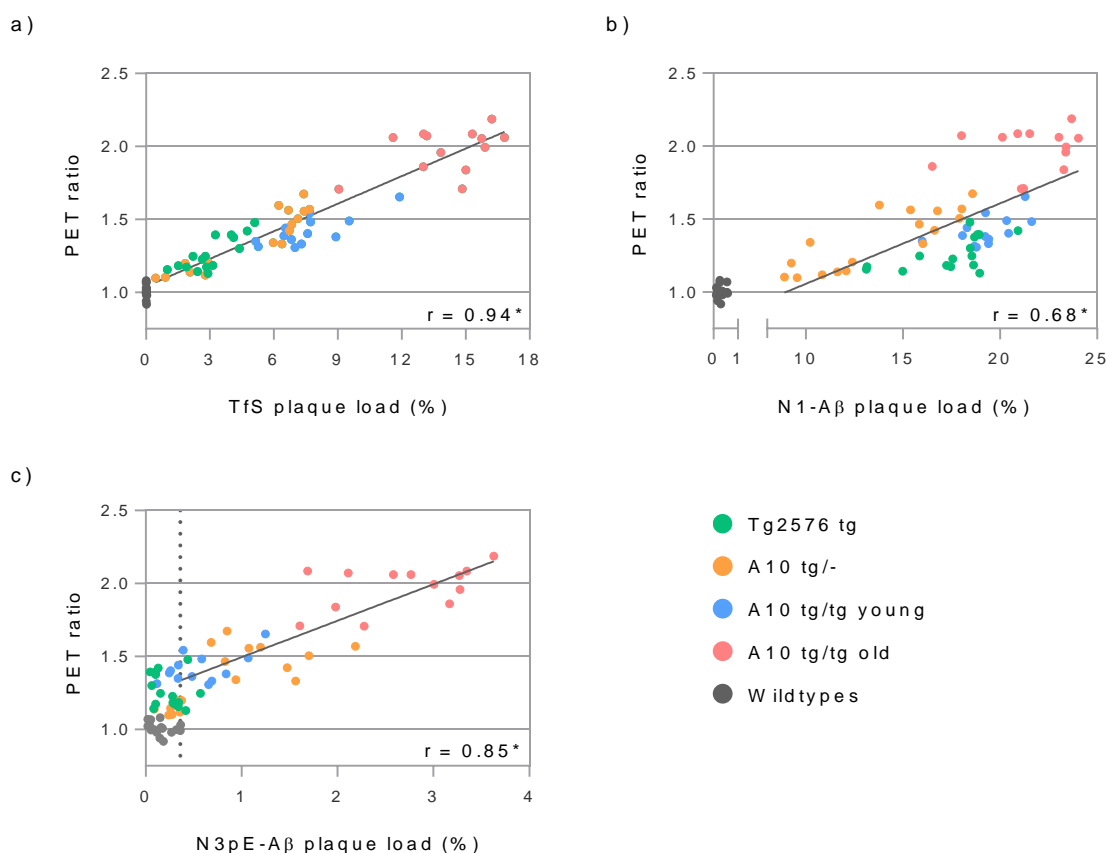 a)
PET ratio
2.5
2.0
1.5
1.0
0
3
6
9
12
15
18
r = 0.94*
TfS plaque load (%)
b)
PET ratio
2.5
2.0
1.5
1.0
0
1
10
15
20
25
r = 0.68*
N1-Aβ plaque load (%)
c)
PET ratio
2.5
2.0
1.5
1.0
0
1
2
3
4
r = 0.85*
N3pE-Aβ plaque load (%)
Tg2576 tg
A10 tg/-
A10 tg/tg young
A10 tg/tg old
Wildtypes